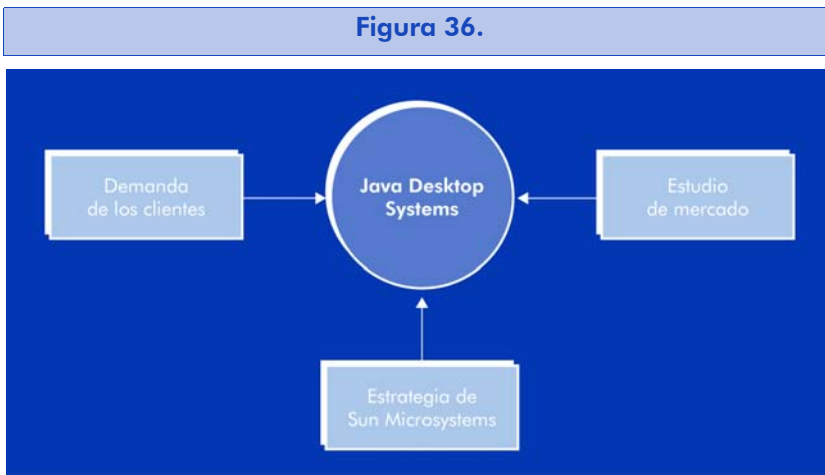 Figura 36.
Demanda
de los clientes
Java Desktop
Systems
Estudio
de mercado
Estrategia de
Sun Microsystems